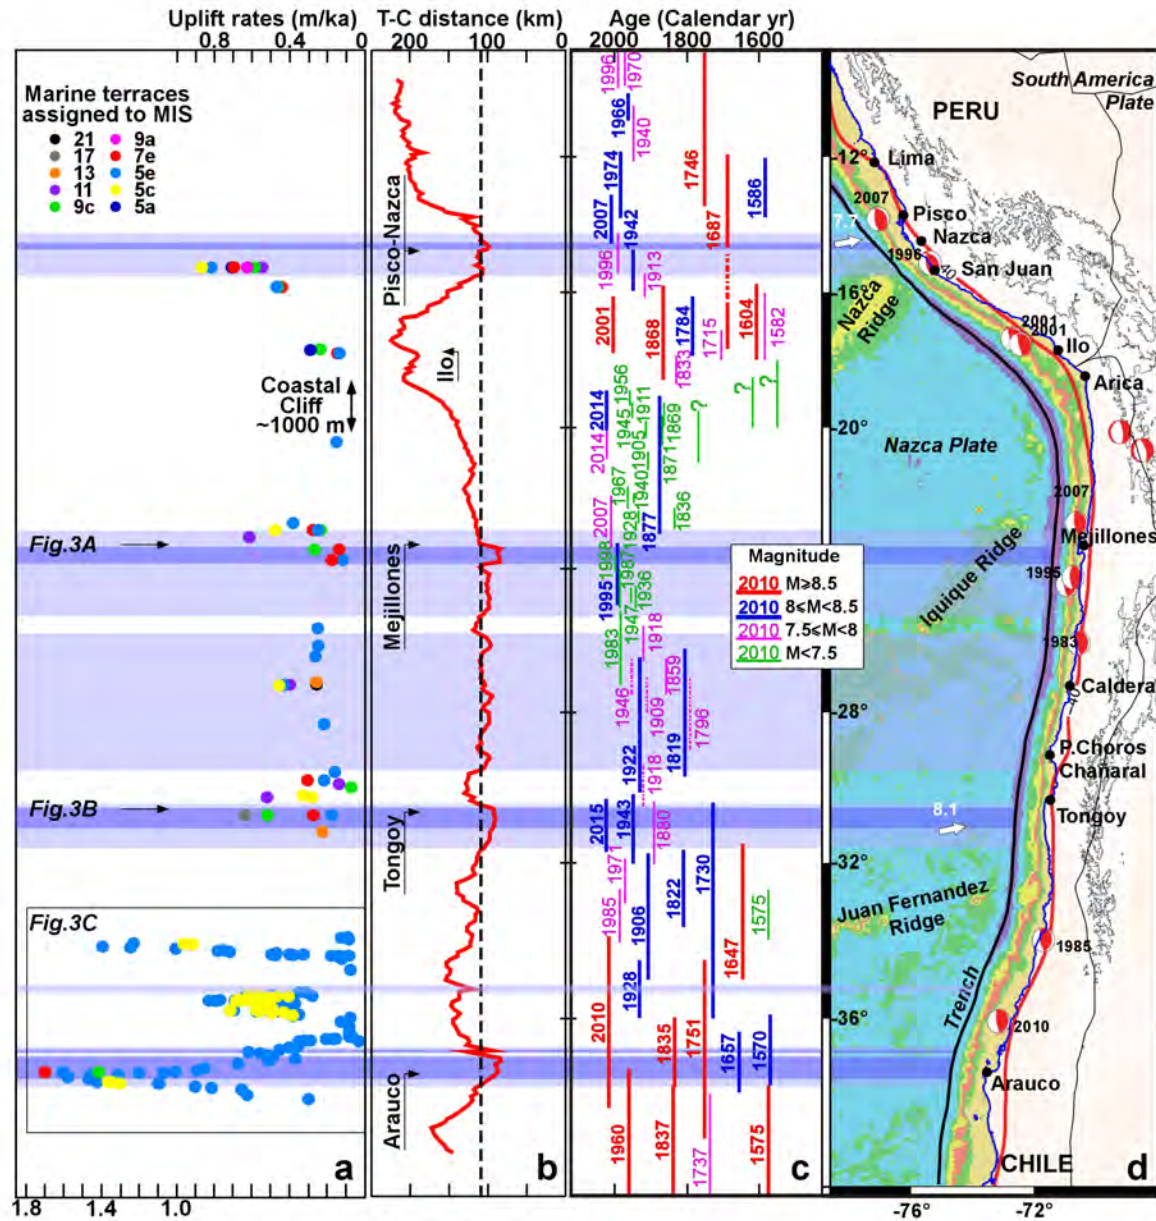 Uplift rates (m/ka)
0.8
0.4
0
T-C distance (km)
200
100
0
Age (Calendar yr)
2000
1800
1600
Marine terraces
assigned to MIS
21
9a
17
7e
13
5e
11
5c
9c
5a
Coastal
Cliff
~1000 m
Fig.3A
Fig.3B
Fig.3C
a
1.8
1.4
1.0
Pisco-Nazca
Ilo
Mejillones
Tongoy
Arauco
b
1996
1970
1966
1940
1974
1746
1586
2007
1942
1687
1996
1913
2001
1868
1784
1715
1604
1582
1833
1956
2014
1945
1911
1869
?
?
?
2014
1905
1871
1967
1940
1836
2007
1928
1877
1998
1987
1995
1947
1936
1983
1918
1859
1946
1909
1796
1922
1819
1918
2015
1943
1880
1730
1971
1822
1985
1906
1575
1647
1928
2010
1835
1751
1657
1570
1960
1837
1737
1575
c
Magnitude
2010 M≥8.5
2010 8≤M<8.5
2010 7.5≤M<8
2010 M<7.5
South America
Plate
PERU
-12°
Lima
2007
Pisco
7.7
Nazca
1996
40
San Juan
-16°
Nazca
Ridge
2001
2001
Ilo
Arica
-20°
Nazca Plate
2007
Mejillones
Iquique Ridge
1995
1983
Caldera
40
-28°
P.Choros
Chañaral
8.1
Tongoy
-32°
Juan Fernandez
Ridge
1985
Trench
-36°
2010
Arauco
CHILE
d
-76°
-72°